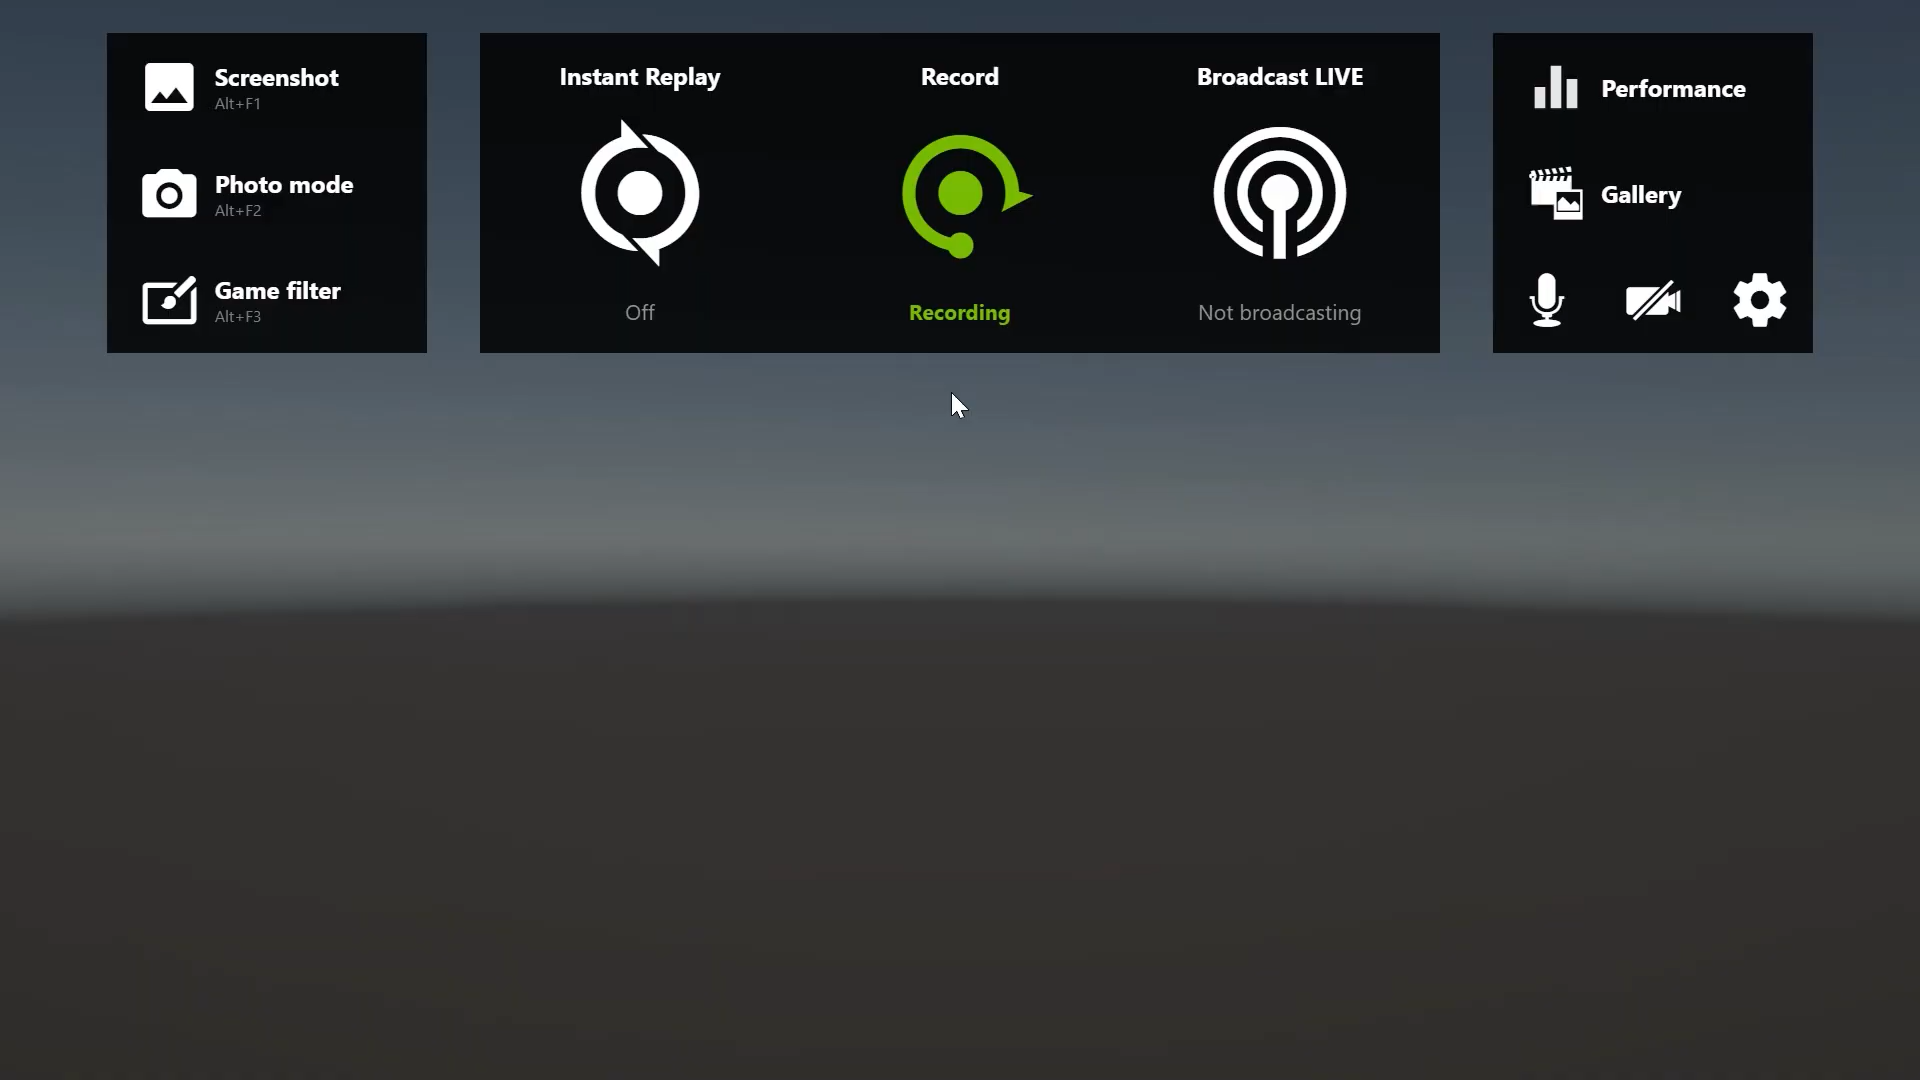 Screenshot
Alt+F1
Photo mode
Alt+F2
Game filter
Alt+F3
Instant Replay
Off
Record
Recording
Broadcast LIVE
Not broadcasting
Performance
Gallery